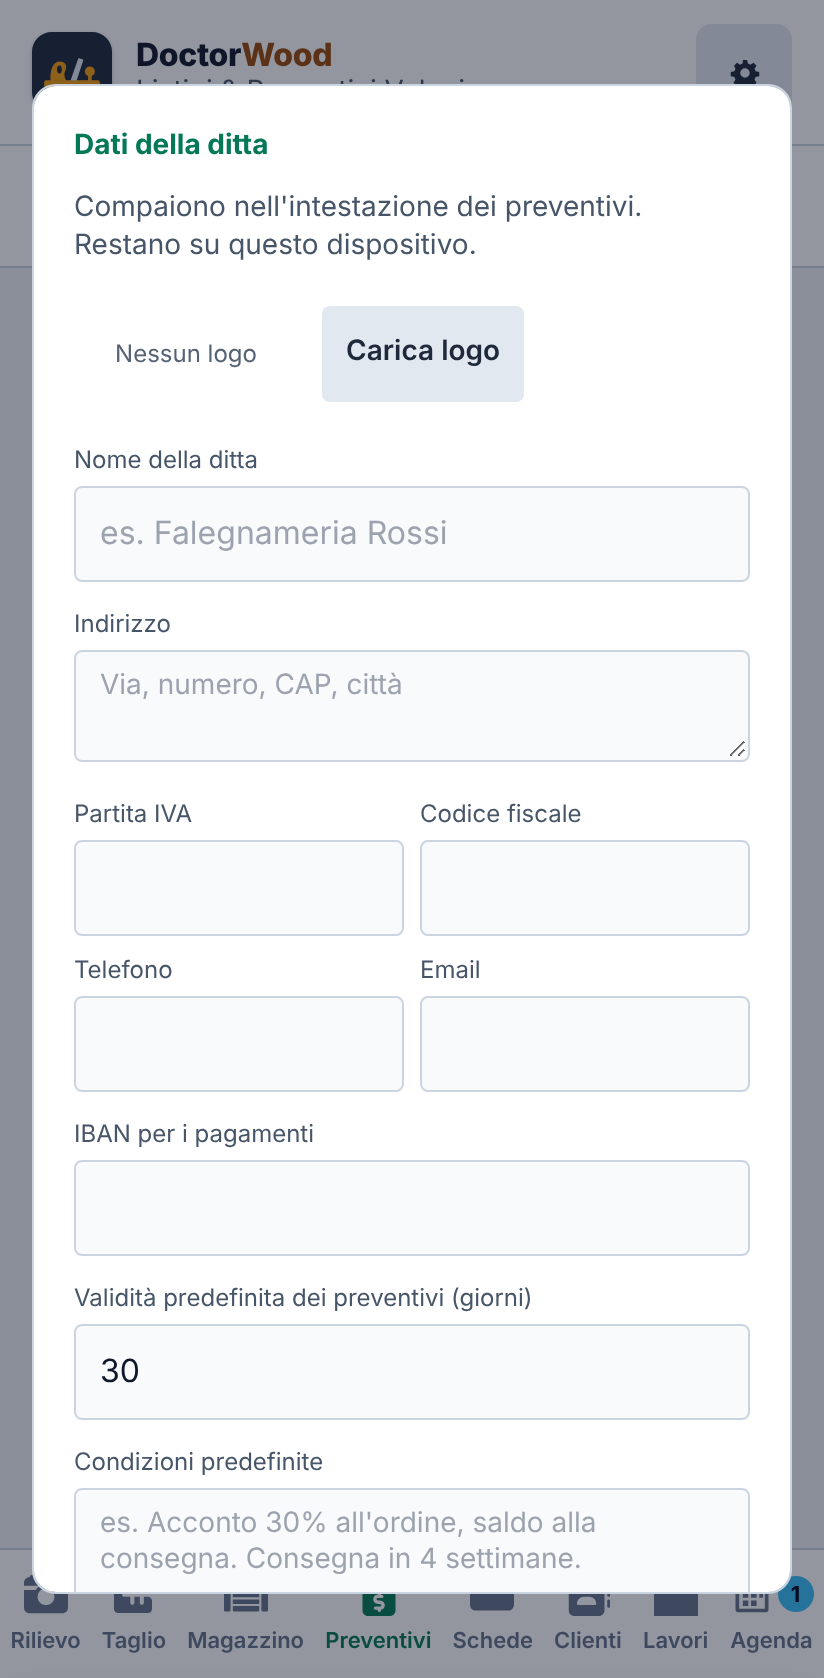 DoctorWood
Dati della ditta
Compaiono nell'intestazione dei preventivi.
Restano su questo dispositivo.
Nessun logo
Carica logo
Nome della ditta
es. Falegnameria Rossi
Indirizzo
Via, numero, CAP, città
Partita IVA
Codice fiscale
Telefono
Email
IBAN per i pagamenti
Validità predefinita dei preventivi (giorni)
30
Condizioni predefinite
es. Acconto 30% all'ordine, saldo alla
consegna. Consegna in 4 settimane.
1
Rilievo Taglio Magazzino Preventivi Schede Clienti Lavori Agenda